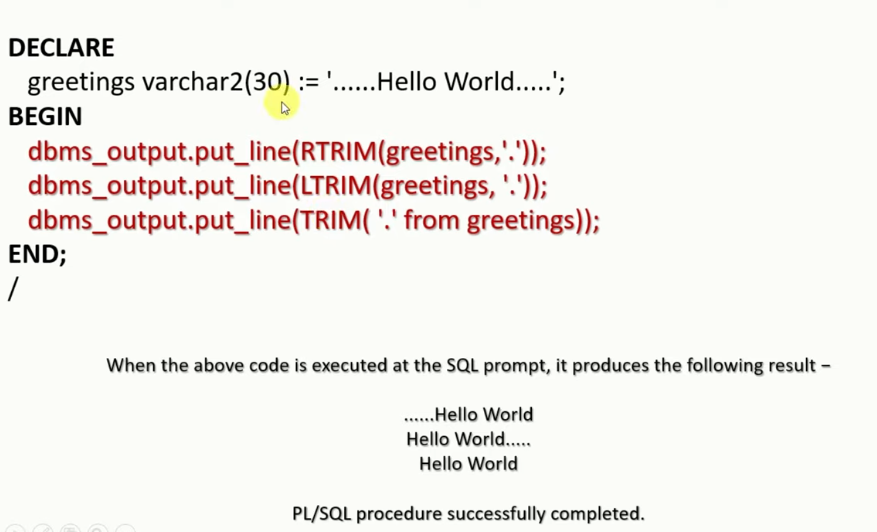 DECLARE
greetings varchar2(30) := '......Hello World.....';
BEGIN
dbms_output.put_line(RTRIM(greetings,'.'));
dbms_output.put_line(LTRIM(greetings, '.'));
dbms_output.put_line(TRIM( '.' from greetings));
END;
/
When the above code is executed at the SQL prompt, it produces the following result −
......Hello World
Hello World.....
Hello World
PL/SQL procedure successfully completed.